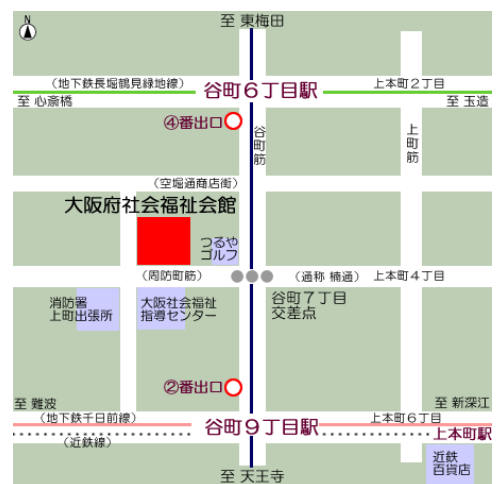 N
至 東梅田
(地下鉄長堀鶴見緑地線)
谷町6丁目駅
上本町2丁目
至 心斎橋
至 玉造
④番出口
谷町筋
上町筋
(空堀通商店街)
大阪府社会福祉会館
つるや
ゴルフ
(周防町筋)
(通称 楠通)
上本町4丁目
消防署
上町出張所
大阪社会福祉
指導センター
谷町7丁目
交差点
②番出口
至 難波
至 新深江
(地下鉄千日前線)
谷町9丁目駅
上本町6丁目
(近鉄線)
上本町駅
近鉄
百貨店
至 天王寺